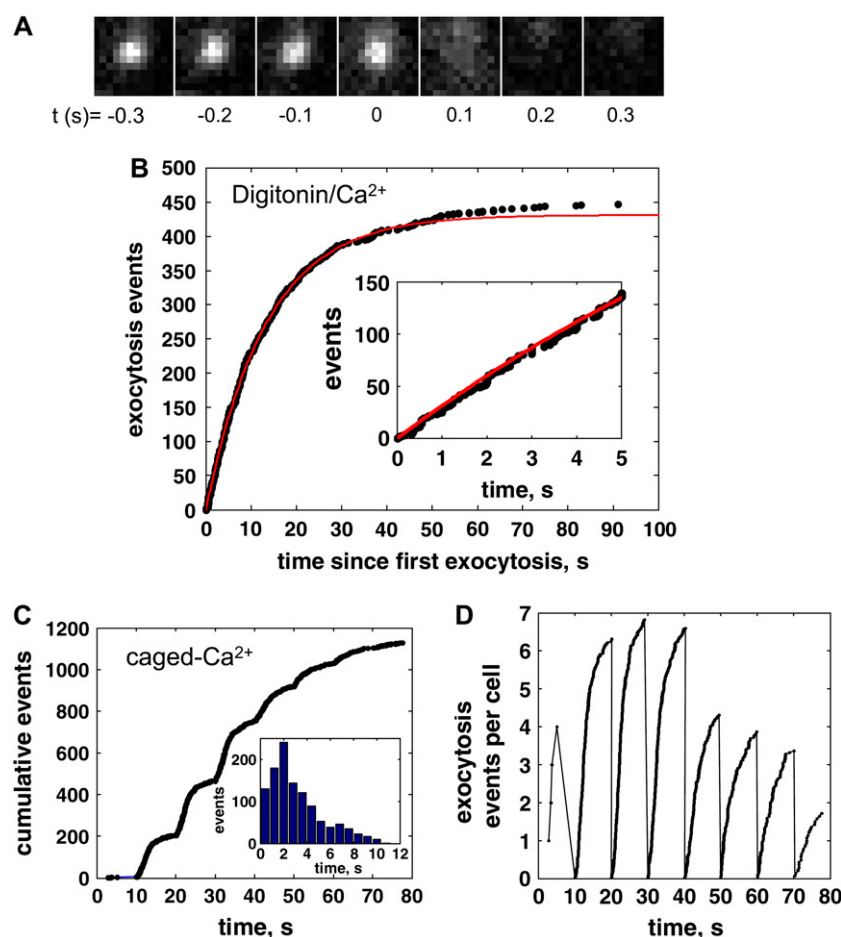 A
t (s)= -0.3 -0.2 -0.1 0 0.1 0.2 0.3
B
Digitonin/Ca²⁺
exocytosis events
500
450
400
350
300
250
200
150
100
50
0
0 10 20 30 40 50 60 70 80 90 100
time since first exocytosis, s
events
150
100
50
0
0 1 2 3 4 5
time, s
C
caged-Ca²⁺
cumulative events
1200
1000
800
600
400
200
0
0 10 20 30 40 50 60 70 80
time, s
events
200
100
0
0 2 4 6 8 10 12
time, s
D
exocytosis
events per cell
7
6
5
4
3
2
1
0
0 10 20 30 40 50 60 70 80
time, s